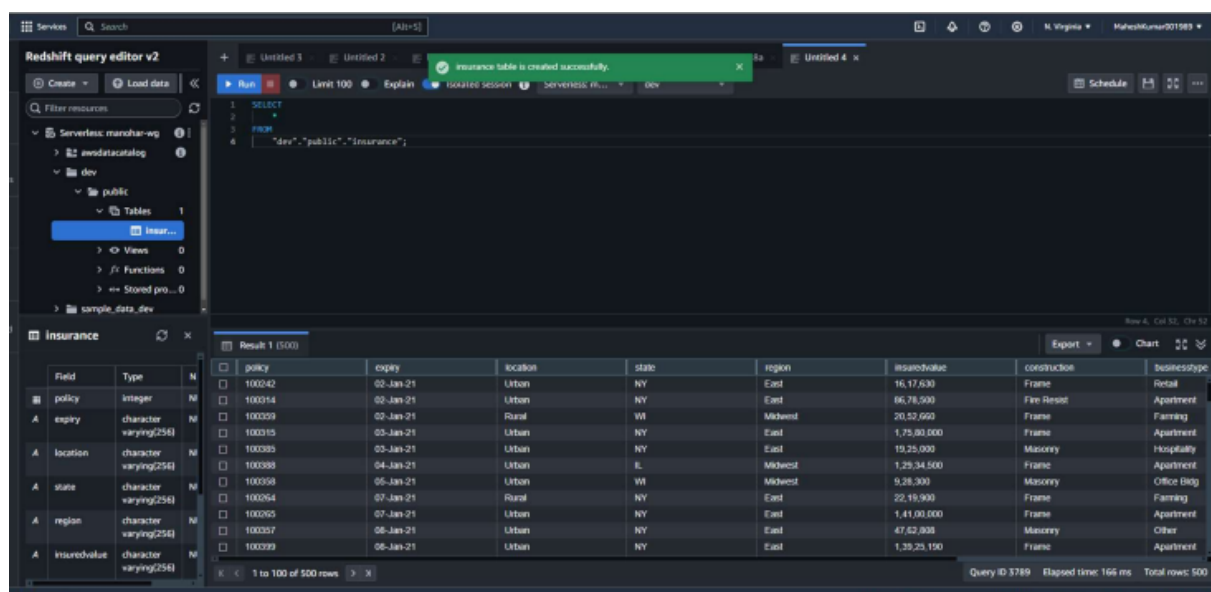 Services Search [Alt+S] N. Virginia MaheshKumar001989
Redshift query editor v2
Untitled 3 Untitled 2 Untitled 4
insurance table is created successfully.
Create Load data
Run Limit 100 Explain Isolated session Serverless: m... dev Schedule
Filter resources
Serverless: manohar-wg
awsdatacatalog
dev
public
Tables 1
insur...
Views 0
Functions 0
Stored pro... 0
sample_data_dev
1 SELECT
2 *
3 FROM
4 "dev"."public"."insurance";
Row 4, Col 32, Chr 52
insurance
Field Type N
policy integer
expiry character varying(256)
location character varying(256)
state character varying(256)
region character varying(256)
insuredvalue character varying(256)
Result 1 (500) Export Chart
policy expiry location state region insuredvalue construction businesstype
100242 02-Jan-21 Urban NY East 16,17,630 Frame Retail
100314 02-Jan-21 Urban NY East 86,78,500 Fire Resist Apartment
100359 02-Jan-21 Rural WI Midwest 20,52,660 Frame Farming
100315 03-Jan-21 Urban NY East 1,75,80,000 Frame Apartment
100385 03-Jan-21 Urban NY East 19,25,000 Masonry Hospitality
100388 04-Jan-21 Urban IL Midwest 1,29,34,500 Frame Apartment
100358 05-Jan-21 Urban WI Midwest 9,28,300 Masonry Office Bldg
100264 07-Jan-21 Rural NY East 22,19,900 Frame Farming
100265 07-Jan-21 Urban NY East 1,41,00,000 Frame Apartment
100357 08-Jan-21 Urban NY East 47,62,808 Masonry Other
100399 08-Jan-21 Urban NY East 1,39,25,190 Frame Apartment
1 to 100 of 500 rows Query ID 3789 Elapsed time: 166 ms Total rows: 500